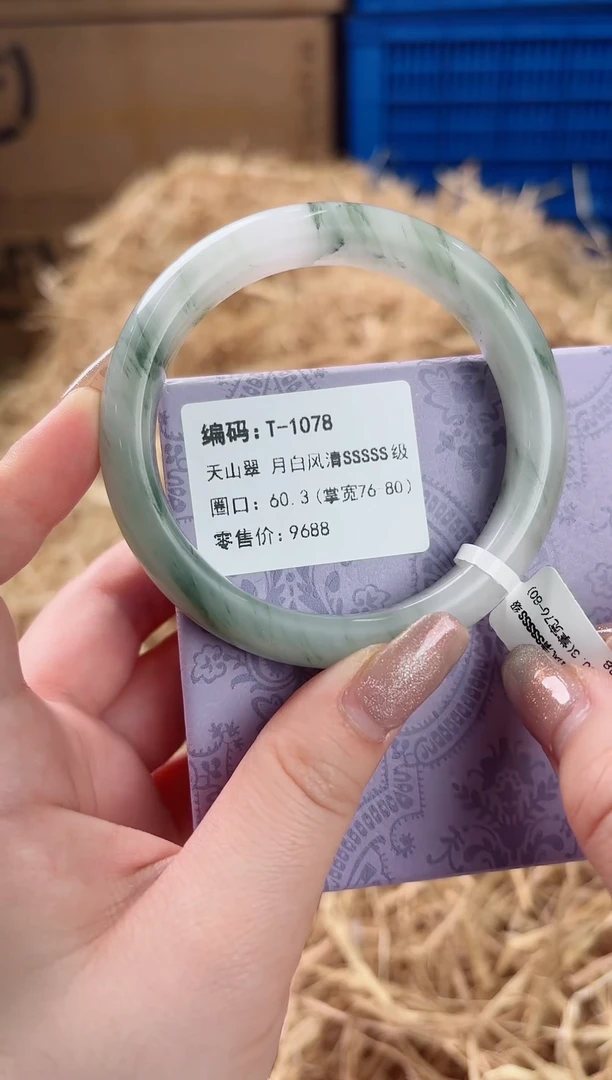 编码:T-1078
天山翠 月白风清SSSSS级
圈口: 60.3(掌宽76-80)
零售价: 9688